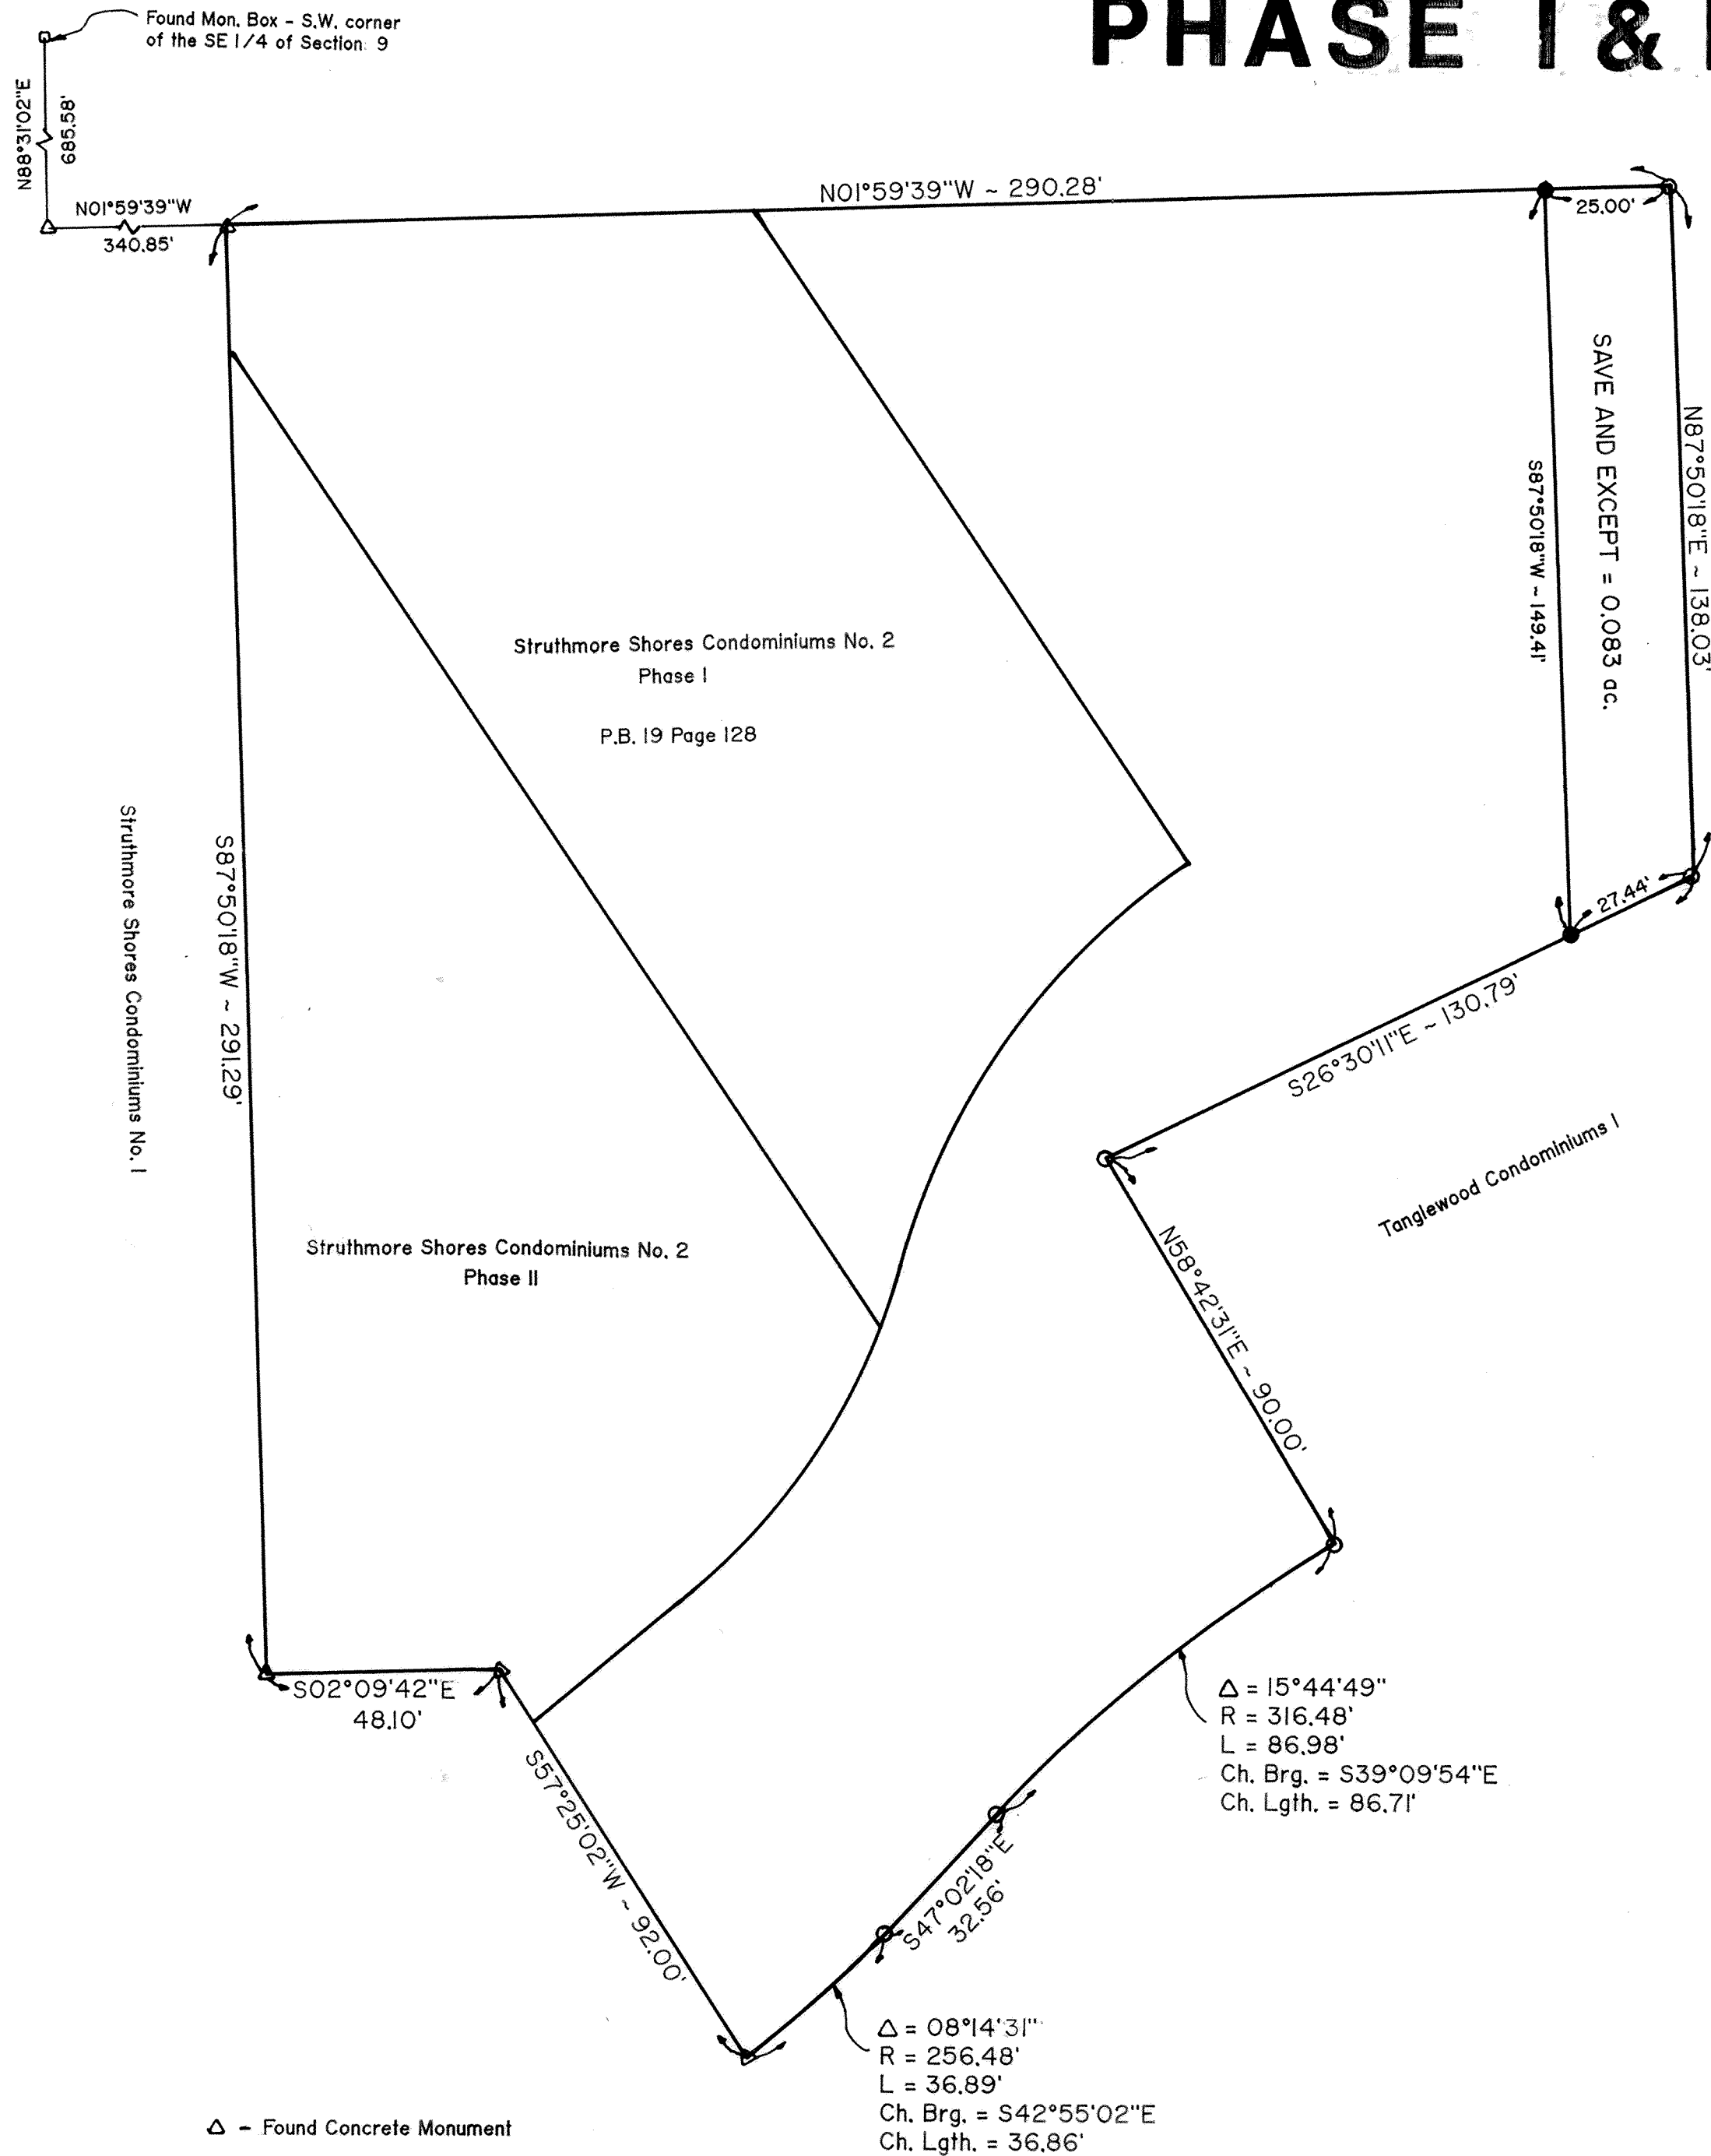 PHASE I &
Found Mon. Box - S.W. corner
of the SE 1/4 of Section 9
N88°31'02"E
685.58'
N01°59'39"W
340.85'
N01°59'39"W ~ 290.28'
25.00'
SAVE AND EXCEPT = 0.083 ac.
N87°50'18"E ~ 138.03'
S87°50'18"W ~ 149.41'
Struthmore Shores Condominiums No. 2
Phase I
P.B. 19 Page 128
Struthmore Shores Condominiums No. 1
S87°50'18"W ~ 291.29'
27.44'
S26°30'11"E ~ 130.79'
Tanglewood Condominiums I
Struthmore Shores Condominiums No. 2
Phase II
N58°42'31"E ~ 90.00'
S02°09'42"E
48.10'
Δ = 15°44'49"
R = 316.48'
L = 86.98'
Ch. Brg. = S39°09'54"E
Ch. Lgth. = 86.71'
S57°25'02"W ~ 92.00'
S47°02'18"E
32.56'
Δ = 08°14'31"
R = 256.48'
L = 36.89'
Ch. Brg. = S42°55'02"E
Ch. Lgth. = 36.86'
Δ - Found Concrete Monument